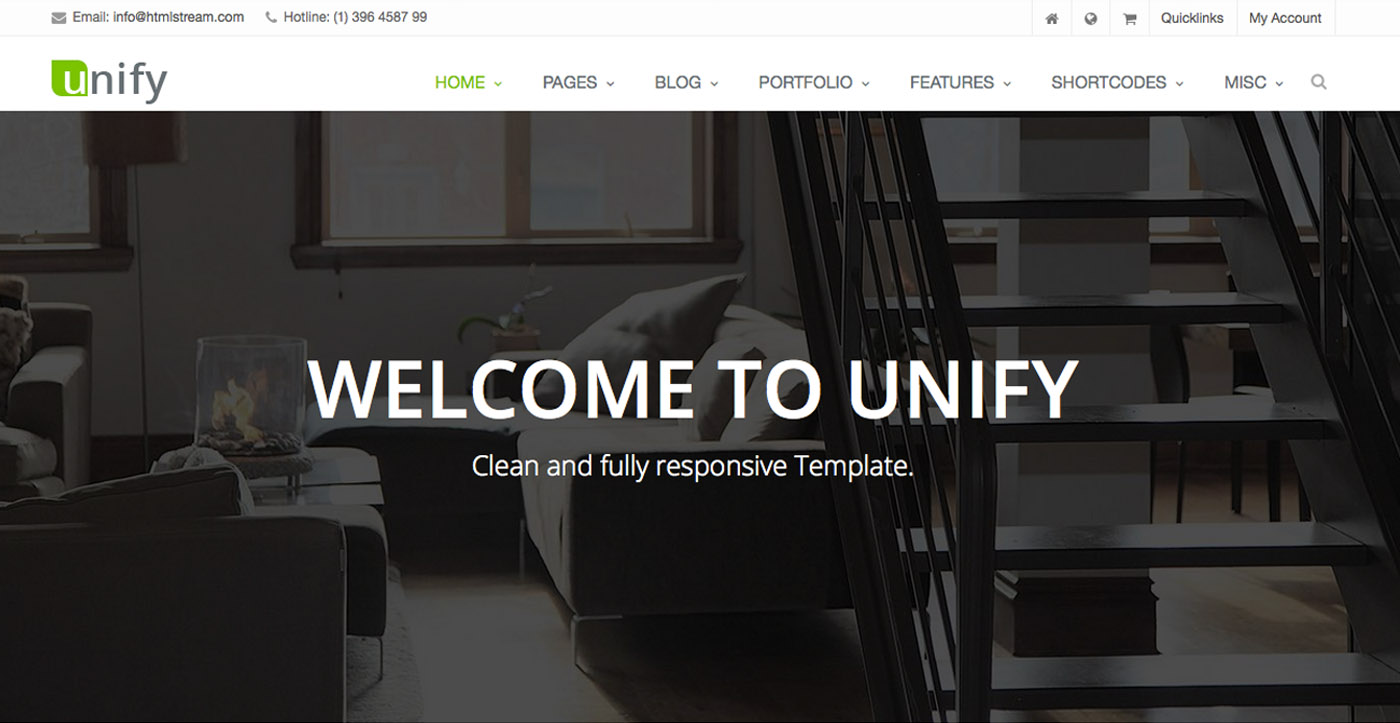 Email: info@htmlstream.com Hotline: (1) 396 4587 99 Quicklinks My Account
unify HOME PAGES BLOG PORTFOLIO FEATURES SHORTCODES MISC
WELCOME TO UNIFY
Clean and fully responsive Template.